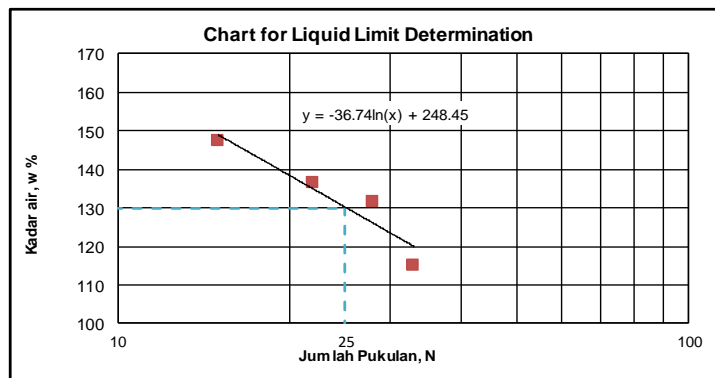 Chart for Liquid Limit Determination
170
160
150
140
130
120
110
100
Kadar air, w %
y = -36.74ln(x) + 248.45
10
25
100
Jumlah Pukulan, N